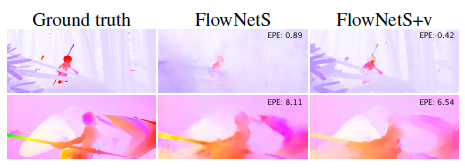 Ground truth FlowNetS FlowNetS+v
EPE: 0.89 EPE: 0.42
EPE: 8.11 EPE: 6.54